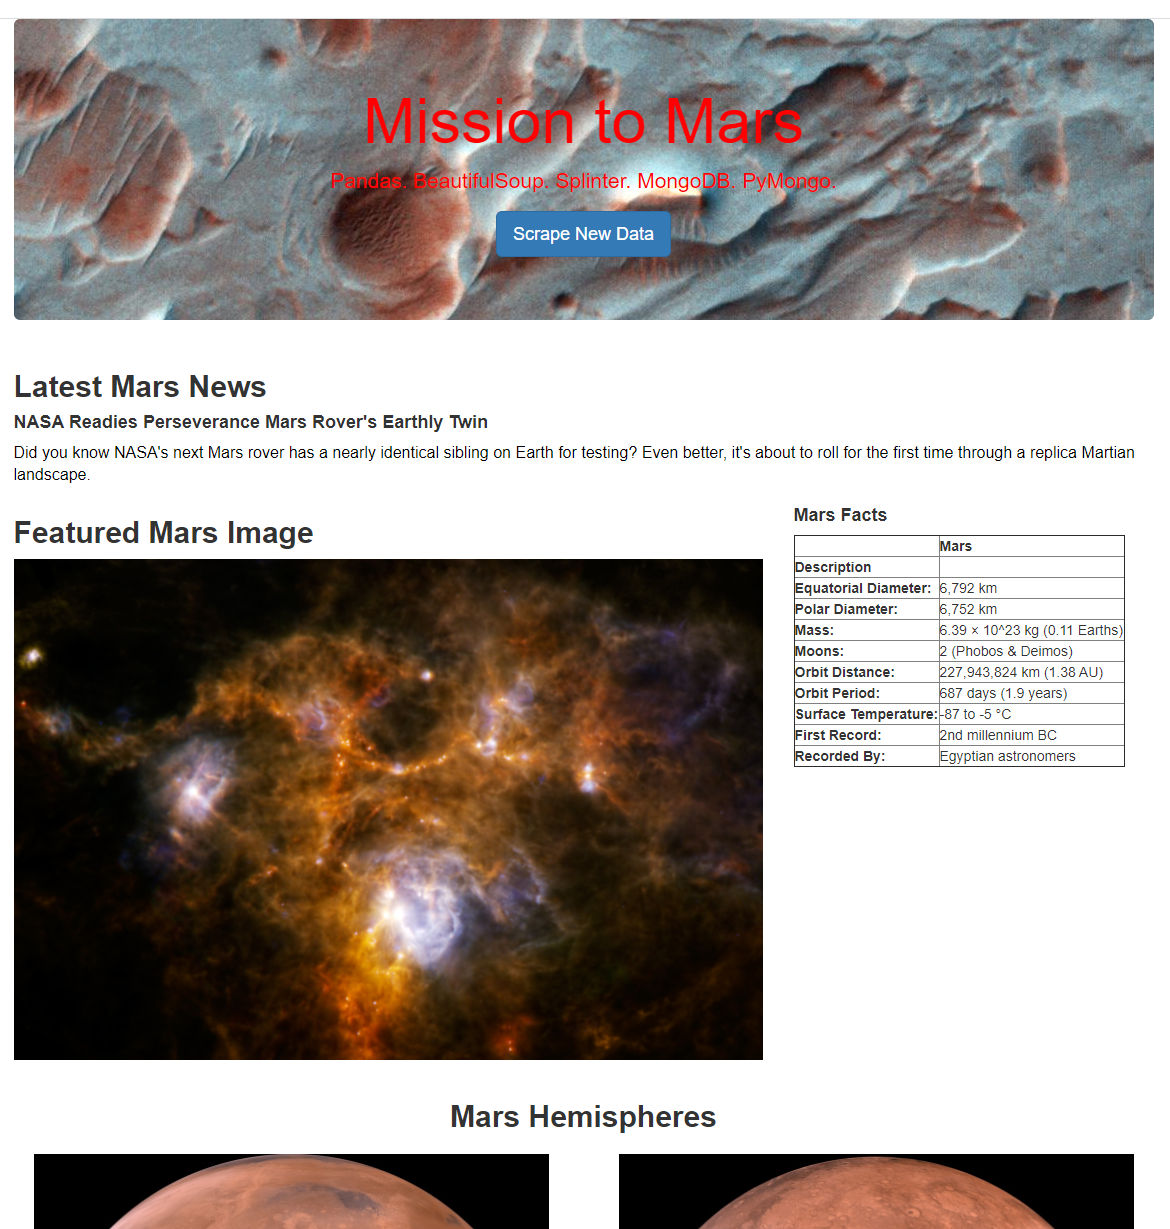 Mission to Mars
Pandas. BeautifulSoup. Splinter. MongoDB. PyMongo.
Scrape New Data
Latest Mars News
NASA Readies Perseverance Mars Rover's Earthly Twin
Did you know NASA's next Mars rover has a nearly identical sibling on Earth for testing? Even better, it's about to roll for the first time through a replica Martian
landscape.
Featured Mars Image
Mars Facts
Mars
Description
Equatorial Diameter: 6,792 km
Polar Diameter: 6,752 km
Mass: 6.39 × 10^23 kg (0.11 Earths)
Moons: 2 (Phobos & Deimos)
Orbit Distance: 227,943,824 km (1.38 AU)
Orbit Period: 687 days (1.9 years)
Surface Temperature: -87 to -5 °C
First Record: 2nd millennium BC
Recorded By: Egyptian astronomers
Mars Hemispheres